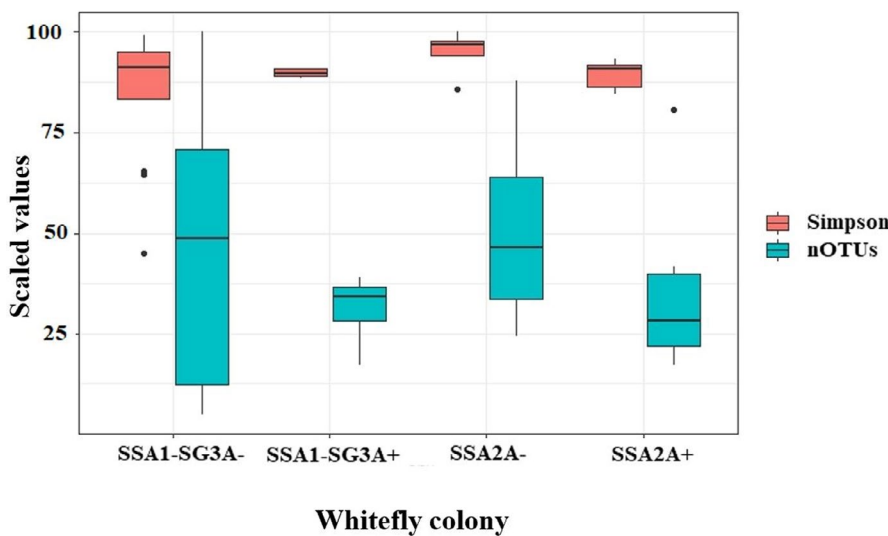 100
75
50
25
Scaled values
SSA1-SG3A-
SSA1-SG3A+
SSA2A-
SSA2A+
Whitefly colony
Simpson
nOTUs